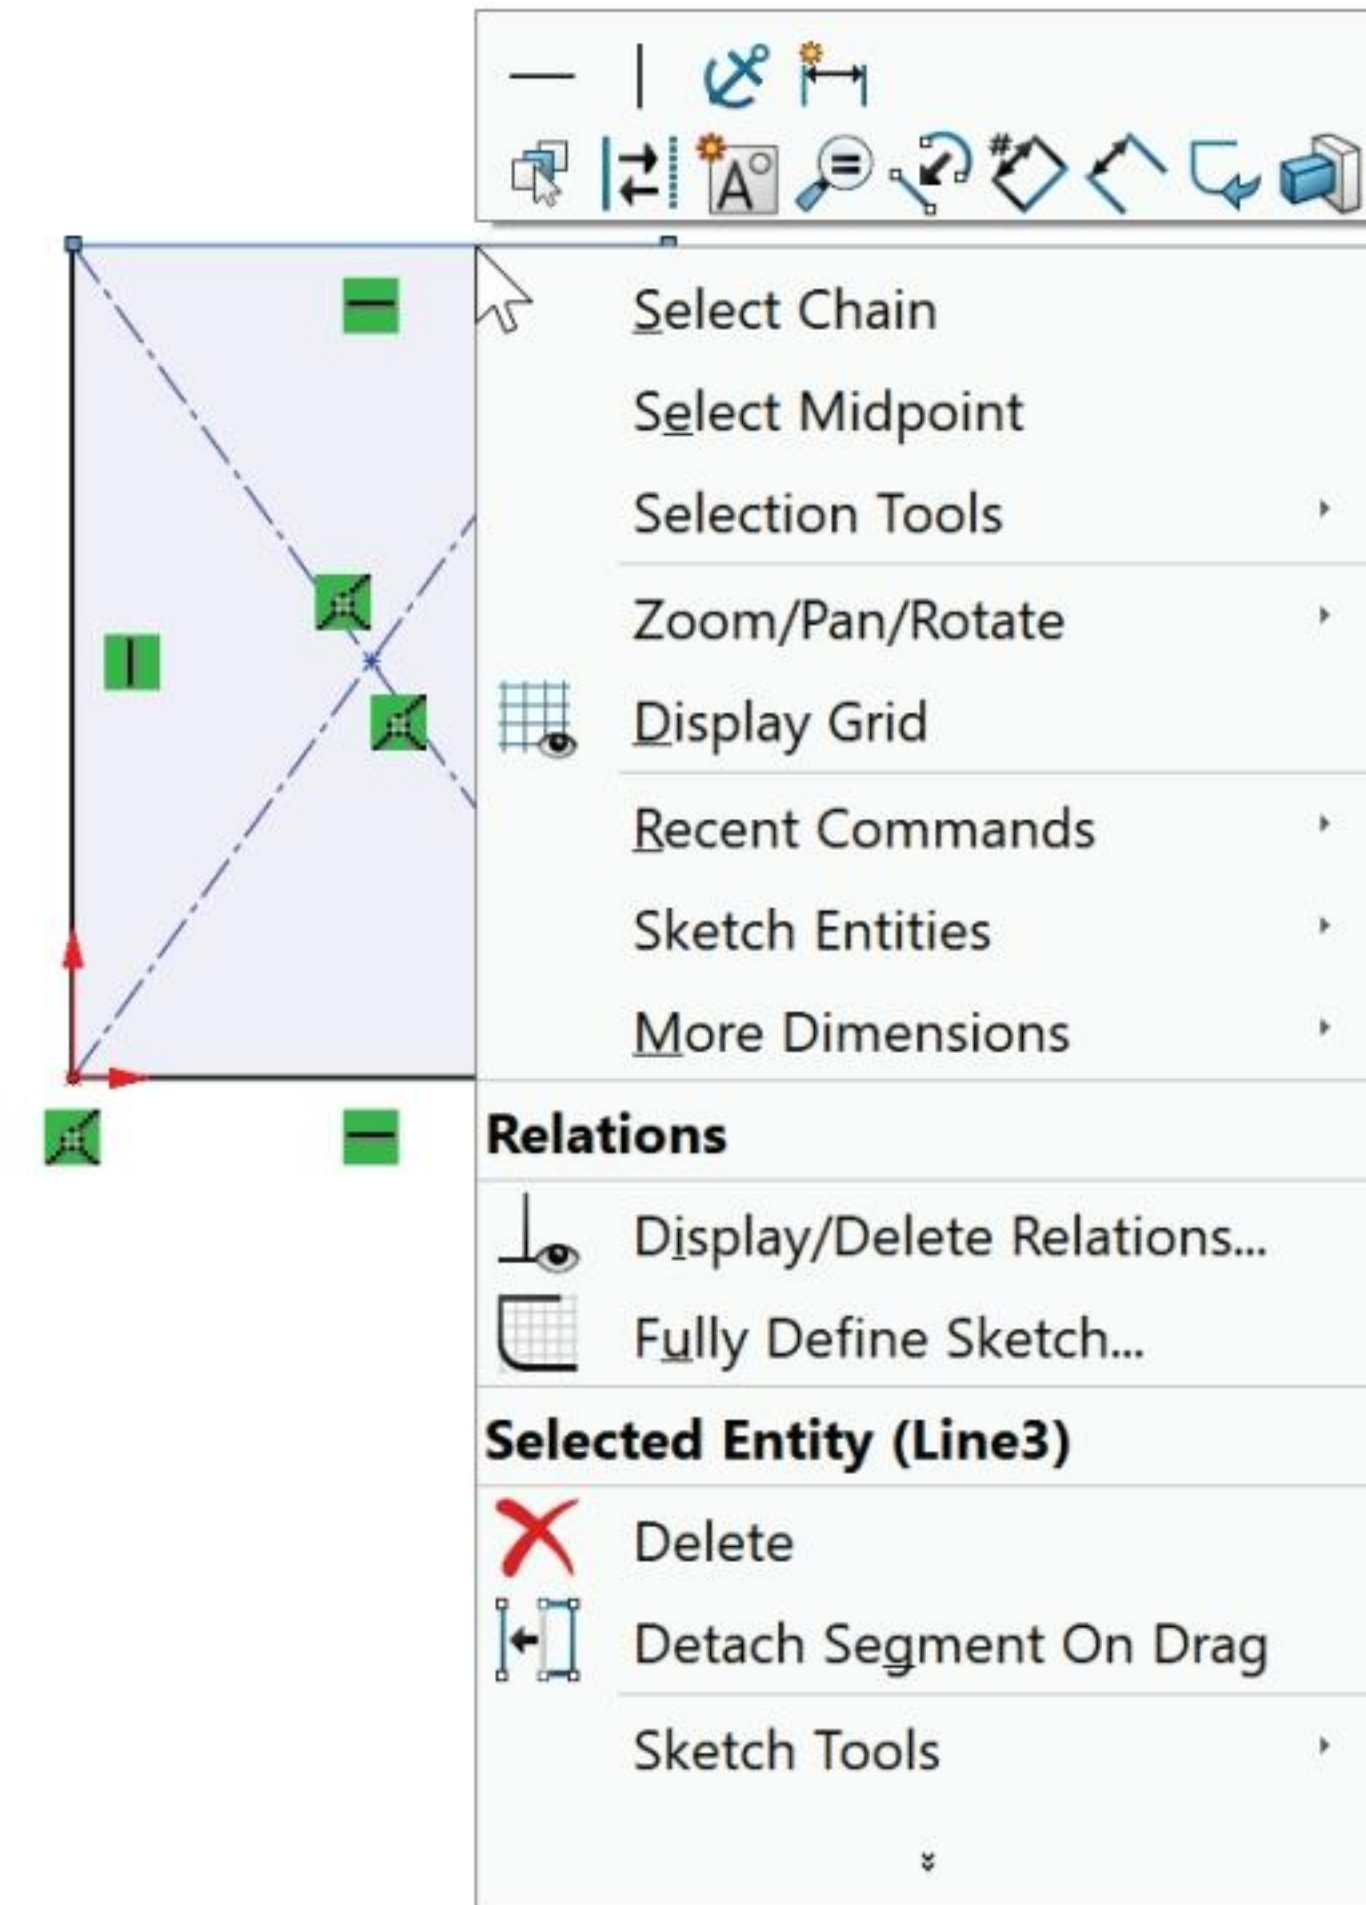 Select Chain
Select Midpoint
Selection Tools
Zoom/Pan/Rotate
Display Grid
Recent Commands
Sketch Entities
More Dimensions
Relations
Display/Delete Relations...
Fully Define Sketch...
Selected Entity (Line3)
Delete
Detach Segment On Drag
Sketch Tools